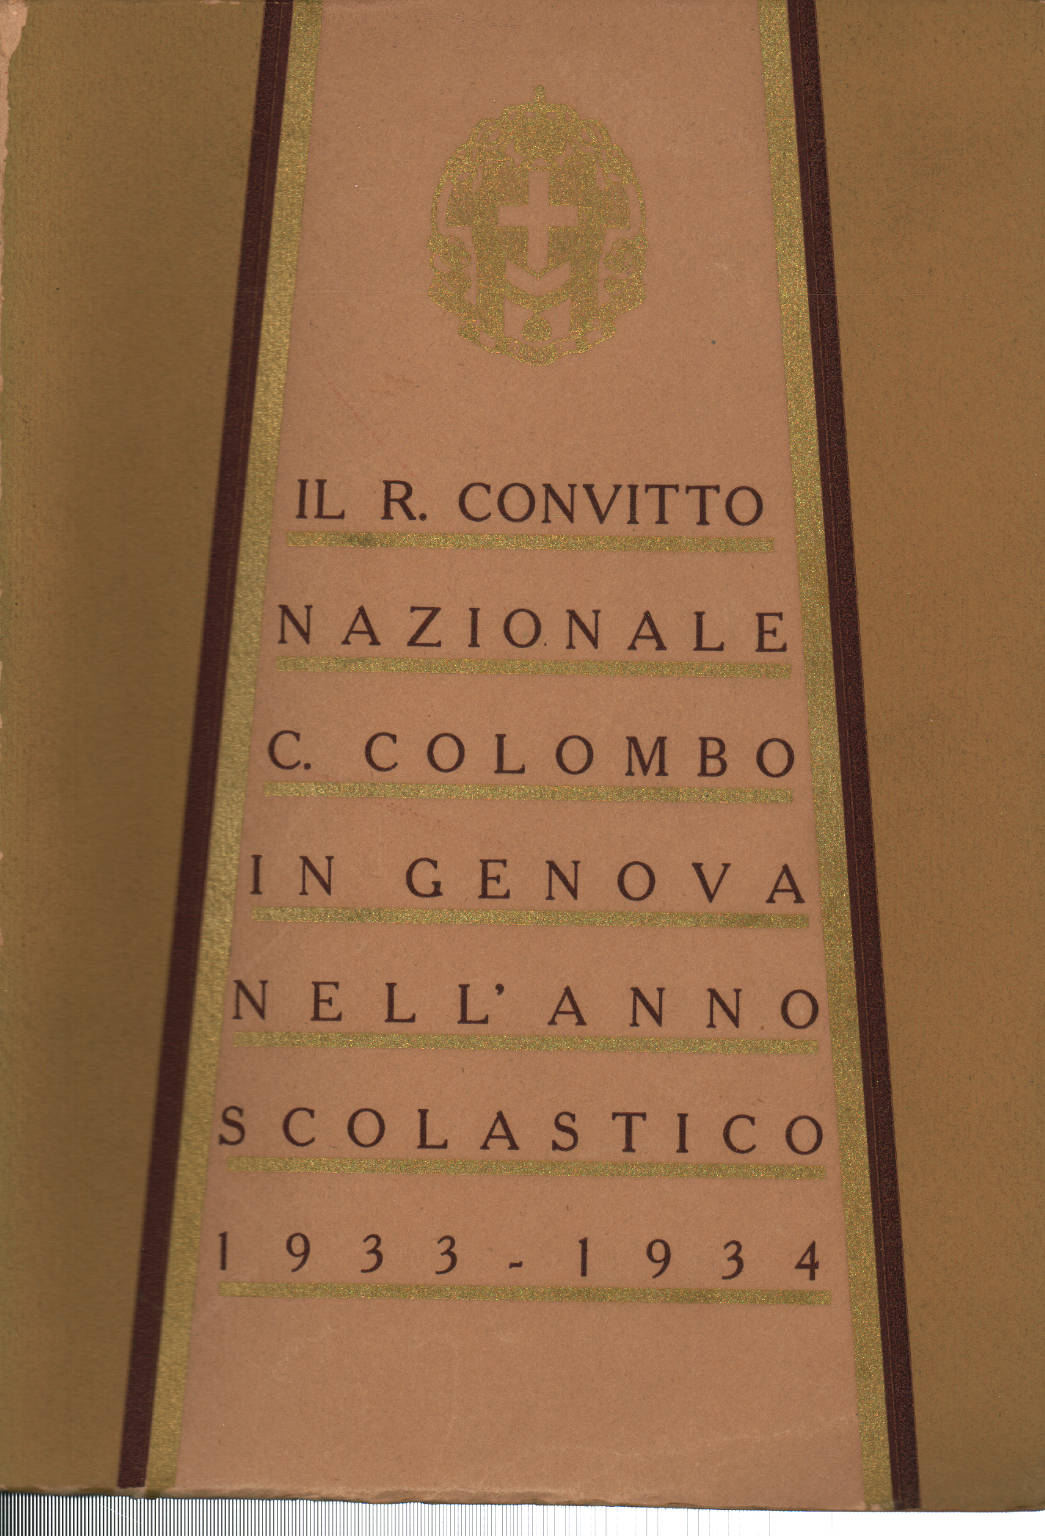 IL R. CONVITTO
NAZIONALE
C. COLOMBO
IN GENOVA
NELL'ANNO
SCOLASTICO
1933-1934